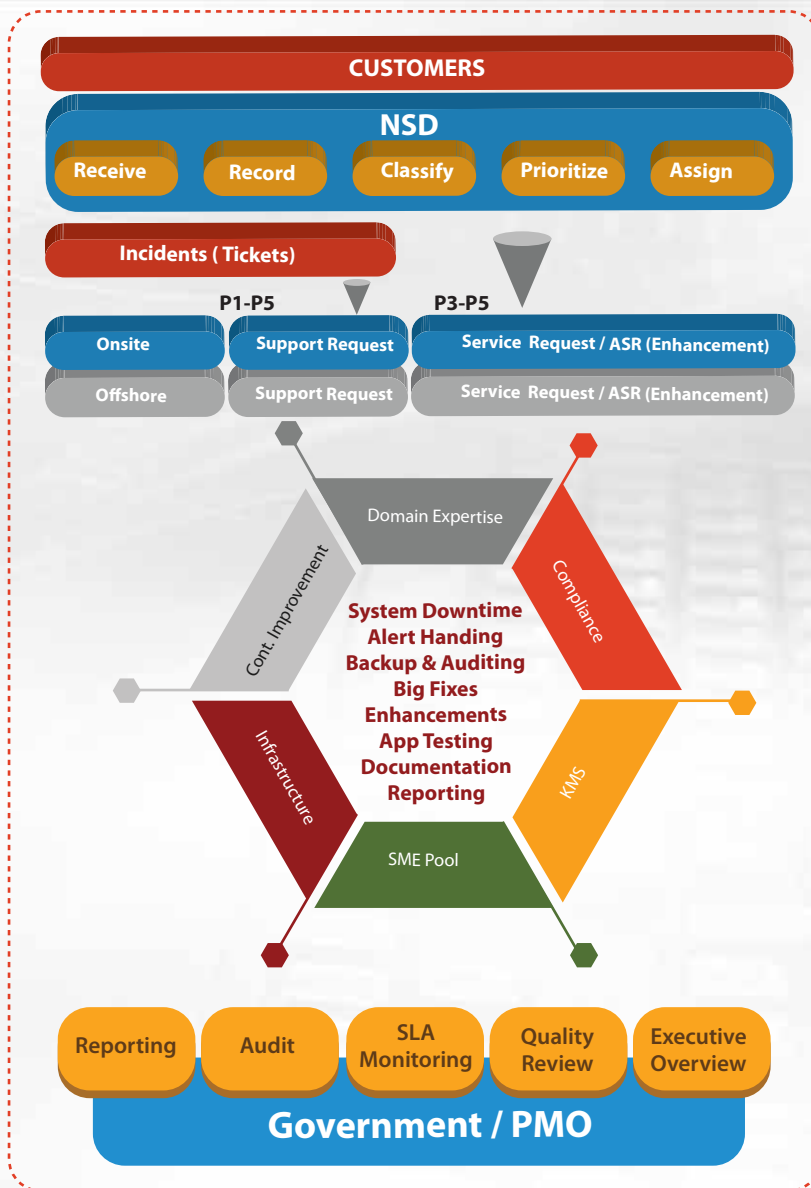 CUSTOMERS
NSD
Receive
Record
Classify
Prioritize
Assign
Incidents ( Tickets)
P1-P5
P3-P5
Onsite
Support Request
Service Request / ASR (Enhancement)
Offshore
Support Request
Service Request / ASR (Enhancement)
Domain Expertise
Compliance
Cont. Improvement
System Downtime
Alert Handing
Backup & Auditing
Big Fixes
Enhancements
App Testing
Documentation
Reporting
Infrastructure
KMS
SME Pool
Reporting
Audit
SLA
Monitoring
Quality
Review
Executive
Overview
Government / PMO